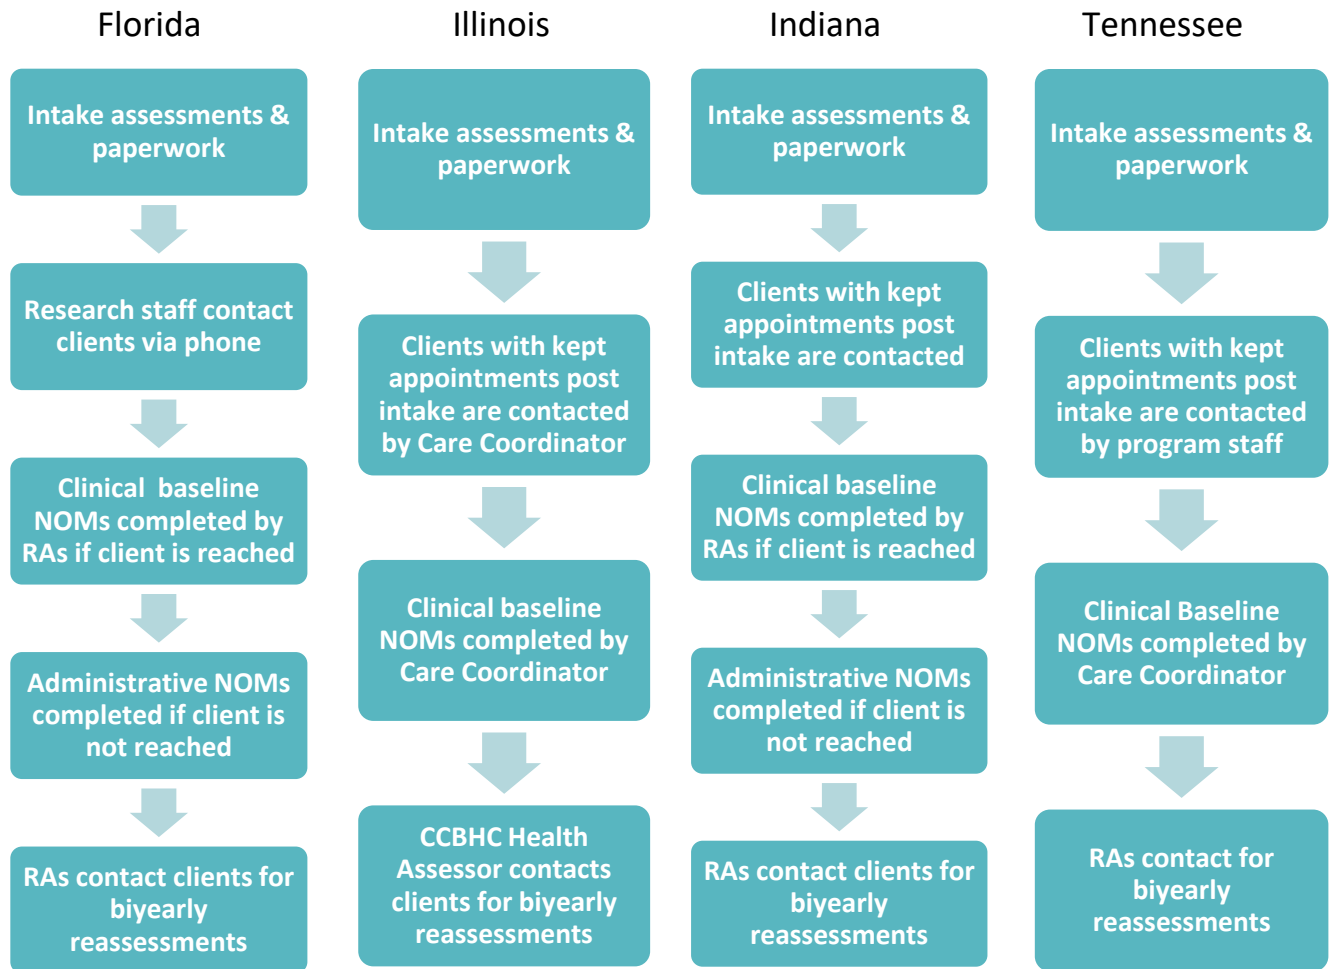 Florida
Intake assessments &
paperwork
Research staff contact
clients via phone
Clinical  baseline
NOMs completed by
RAs if client is reached
Administrative NOMs
completed if client is
not reached
RAs contact clients for
biyearly
reassessments
Illinois
Intake assessments &
paperwork
Clients with kept
appointments post
intake are contacted
by Care Coordinator
Clinical baseline
NOMs completed by
Care Coordinator
CCBHC Health
Assessor contacts
clients for biyearly
reassessments
Indiana
Intake assessments &
paperwork
Clients with kept
appointments post
intake are contacted
Clinical baseline
NOMs completed by
RAs if client is reached
Administrative NOMs
completed if client is
not reached
RAs contact clients for
biyearly
reassessments
Tennessee
Intake assessments &
paperwork
Clients with kept
appointments post
intake are contacted
by program staff
Clinical Baseline
NOMs completed by
Care Coordinator
RAs contact for
biyearly
reassessments